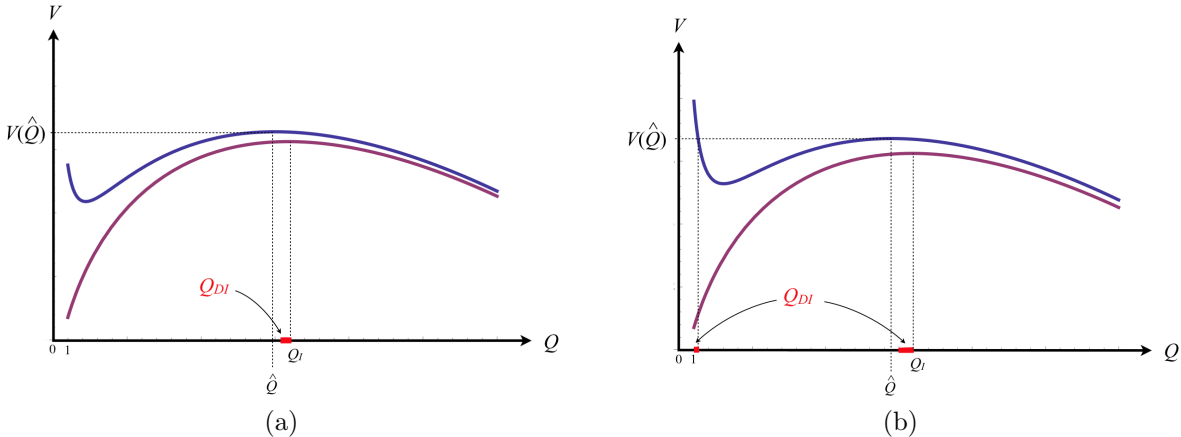 V
V(Q̂)
Q_DI
0 1
Q_I
Q
Q̂
(a)
V
V(Q̂)
Q_DI
0 1
Q_I
Q
Q̂
(b)